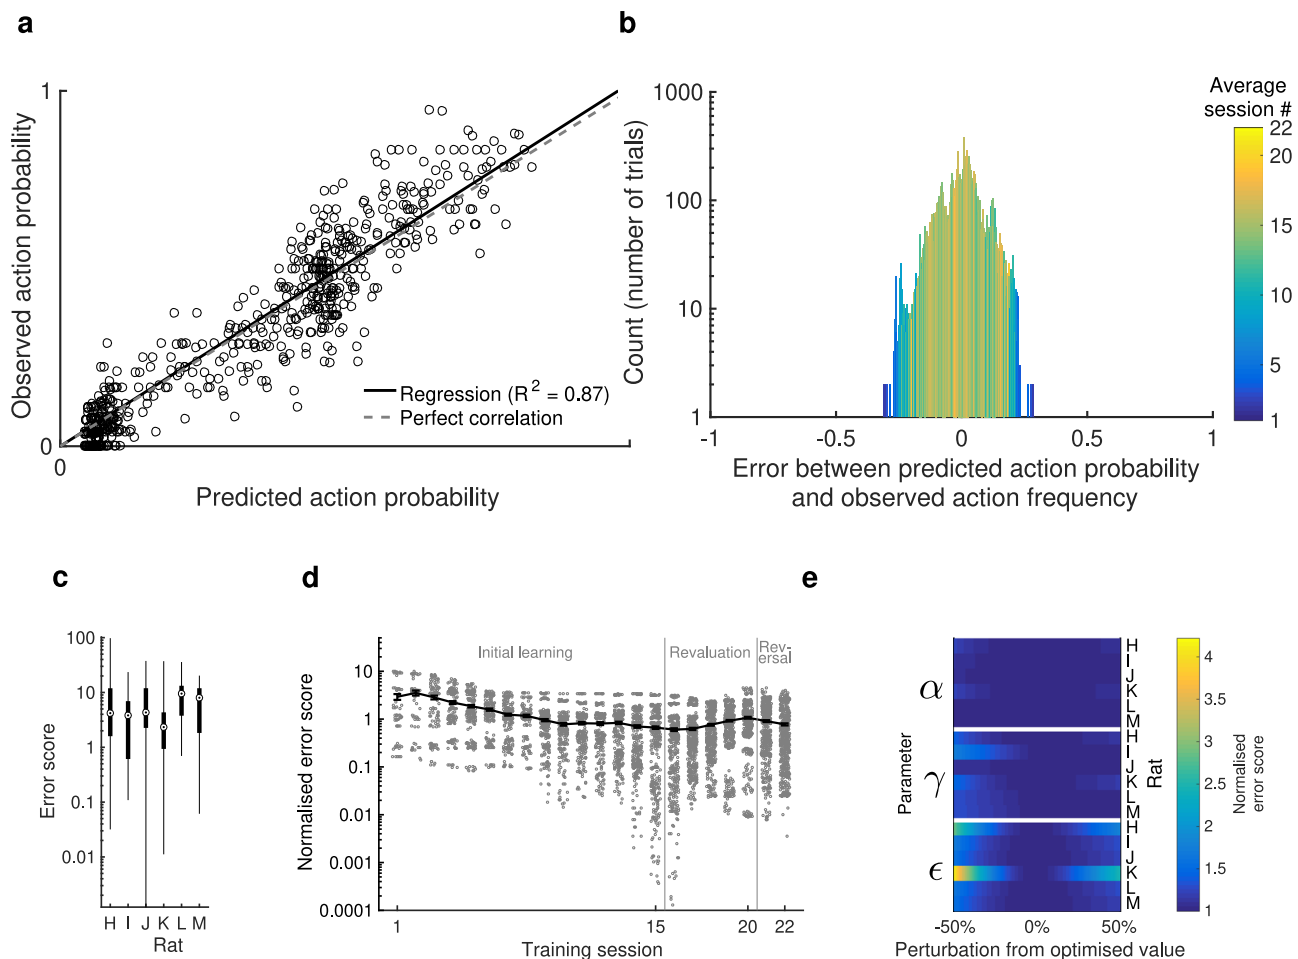 a
1
Observed action probability
0
0
Predicted action probability
Regression (R² = 0.87)
Perfect correlation
b
Count (number of trials)
1000
100
10
1
-1
-0.5
0
0.5
1
Error between predicted action probability
and observed action frequency
Average
session #
22
20
15
10
5
1
c
Error score
100
10
1
0.1
0.01
H I J K L M
Rat
d
Normalised error score
10
1
0.1
0.01
0.001
0.0001
Initial learning
Revaluation
Rev-
ersal
1
15
20
22
Training session
e
Parameter
α
γ
ϵ
H
I
J
K
L
M
H
I
J
K
L
M
H
I
J
K
L
M
Rat
-50%
0%
50%
Perturbation from optimised value
4
3.5
3
2.5
2
1.5
1
Normalised
error score